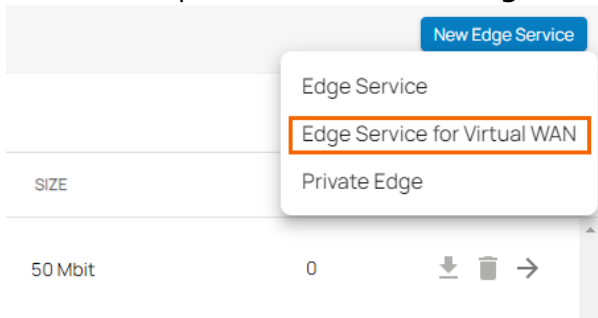 New Edge Service
Edge Service
Edge Service for Virtual WAN
Private Edge
SIZE
50 Mbit
0